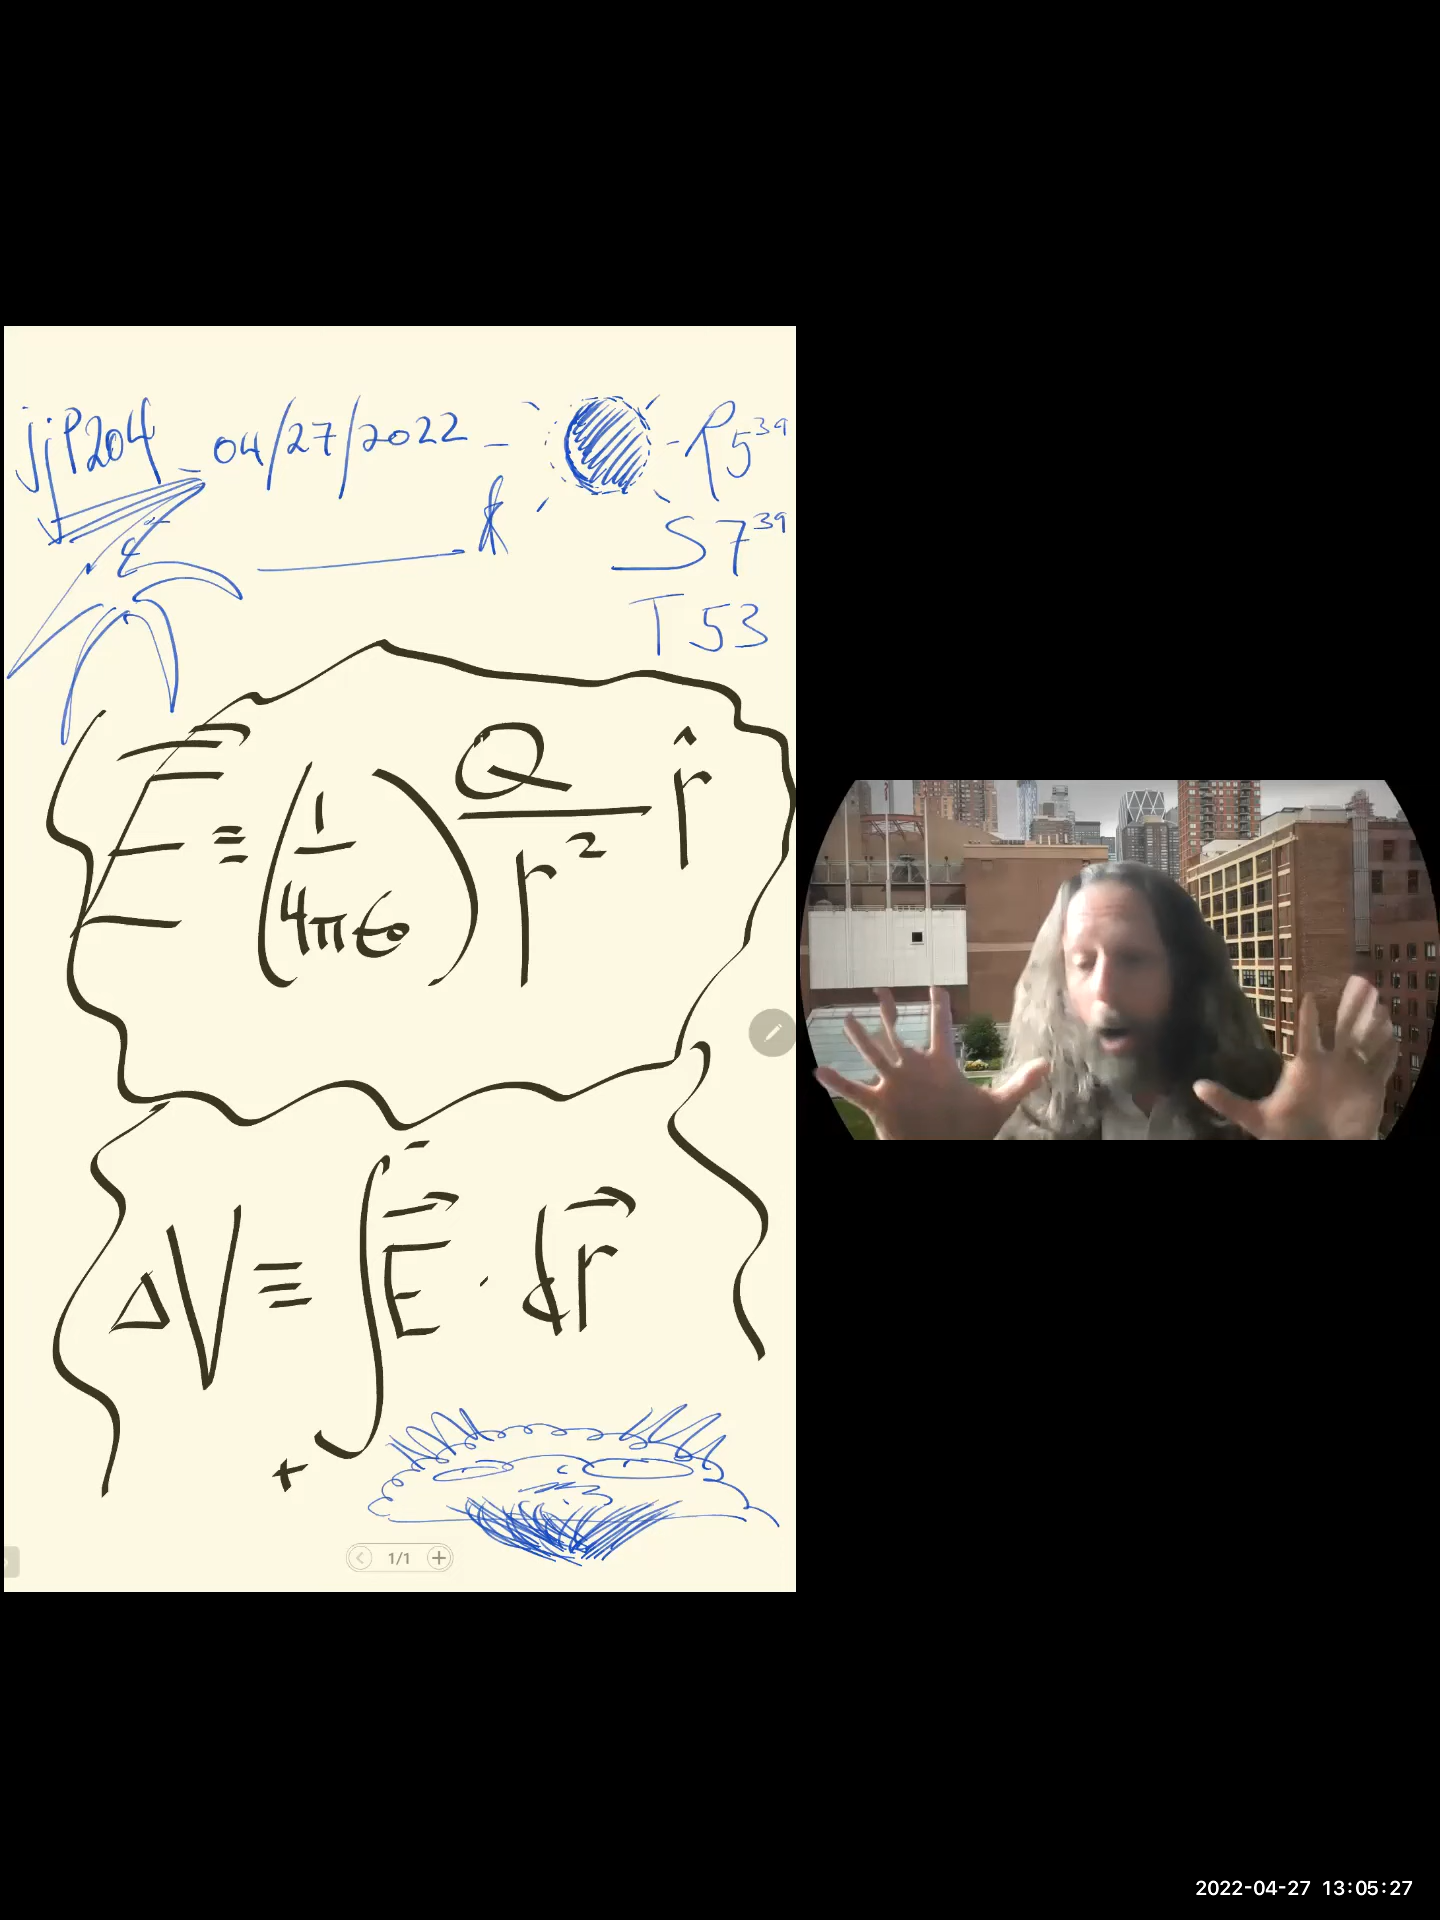 jjP204 - 04/27/2022 - - R5³⁹
S7³⁹
T53
E⃗ ≡ (1/4πε₀) Q/r² r̂
ΔV ≡ ∫₊⁻ E⃗ · dr⃗
1/1
2022-04-27 13:05:27